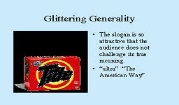 Glittering Generality
• The slogan is so
attractive that the
audience does not
challenge its true
meaning.
• "ultra" "The
American Way"
Tide